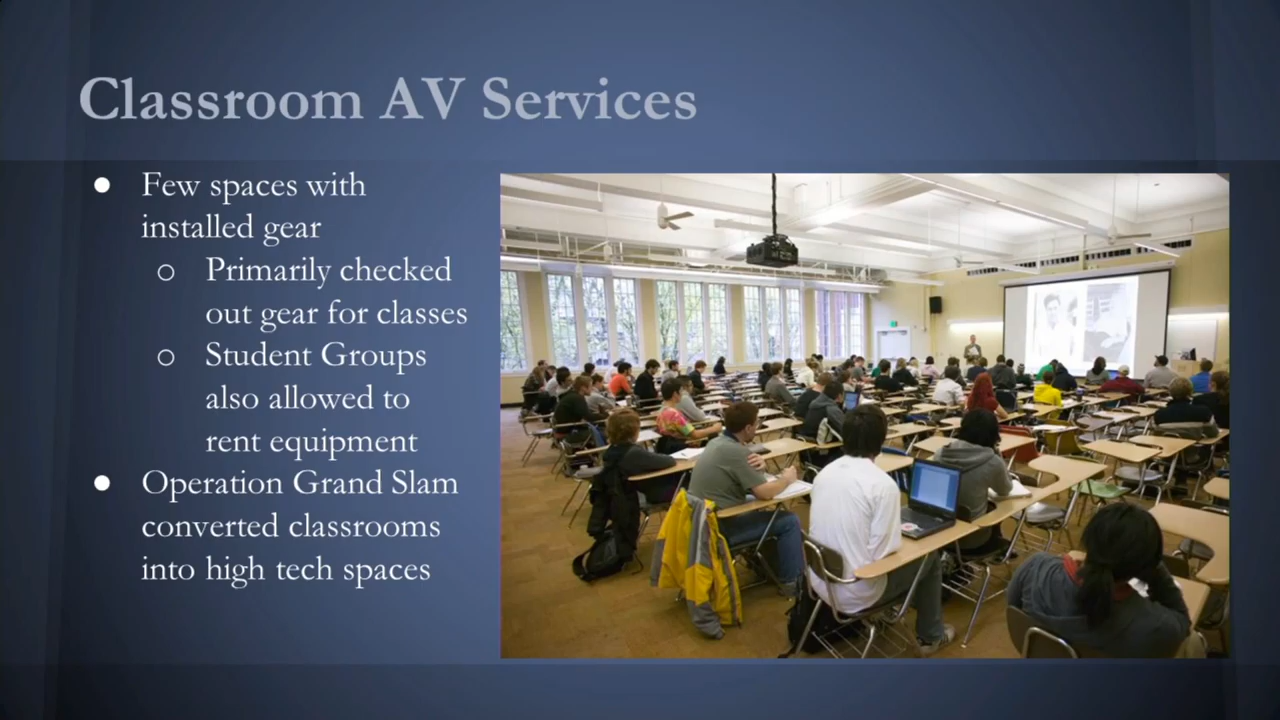 Classroom AV Services
● Few spaces with
installed gear
○ Primarily checked
out gear for classes
○ Student Groups
also allowed to
rent equipment
● Operation Grand Slam
converted classrooms
into high tech spaces